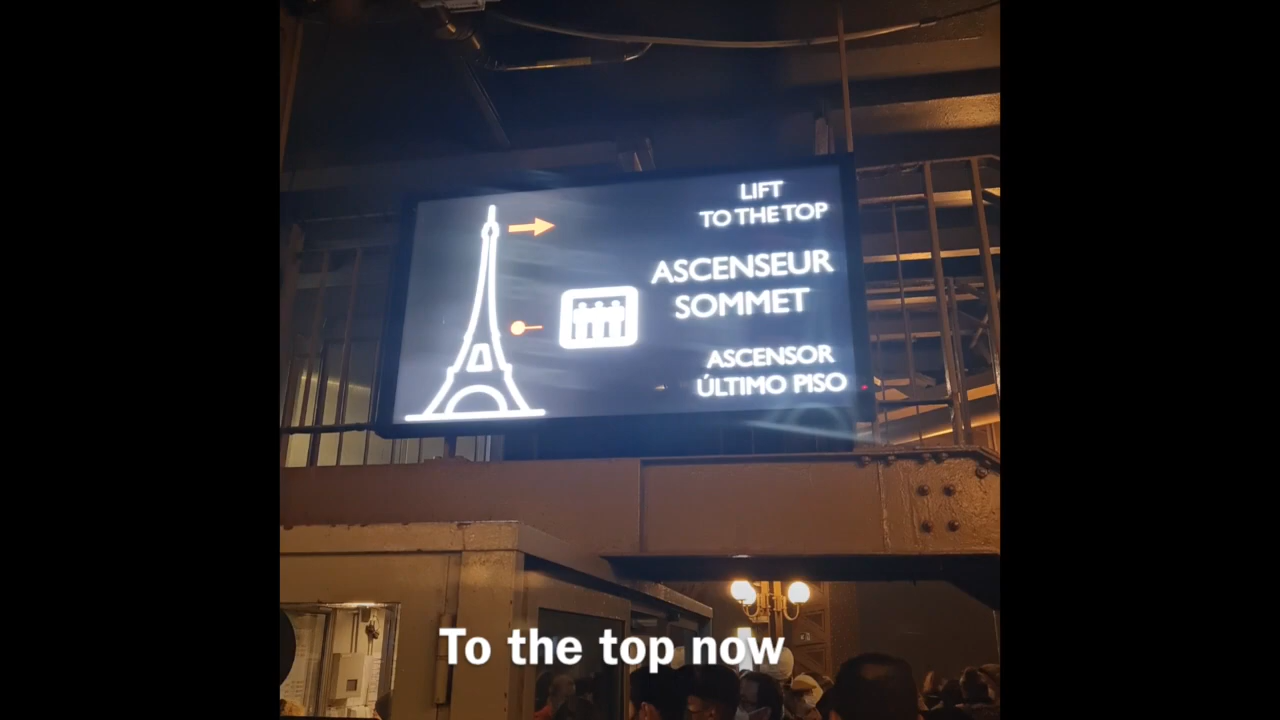 LIFT
TO THE TOP
ASCENSEUR
SOMMET
ASCENSOR
ÚLTIMO PISO
To the top now